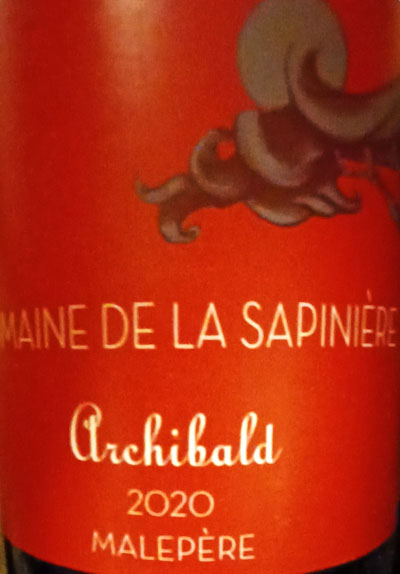 MAINE DE LA SAPINIÈRE
Archibald
2020
MALEPÈRE